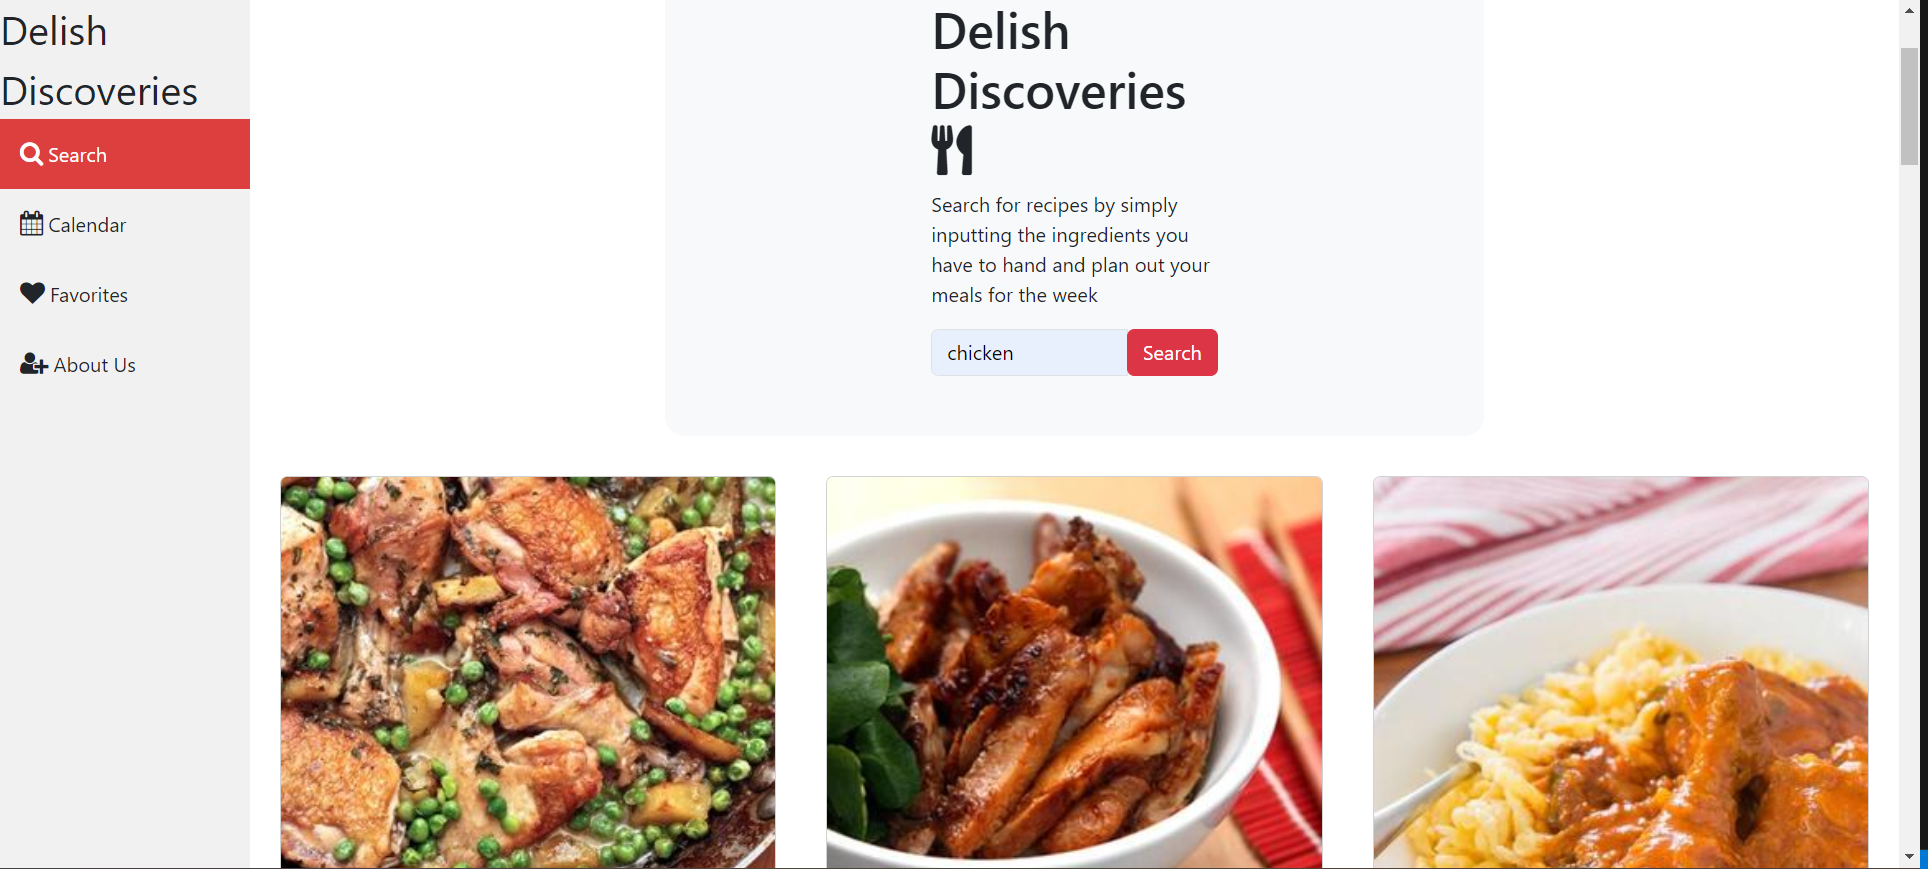 Delish
Discoveries
Search
Calendar
Favorites
About Us
Delish
Discoveries
Search for recipes by simply
inputting the ingredients you
have to hand and plan out your
meals for the week
chicken
Search